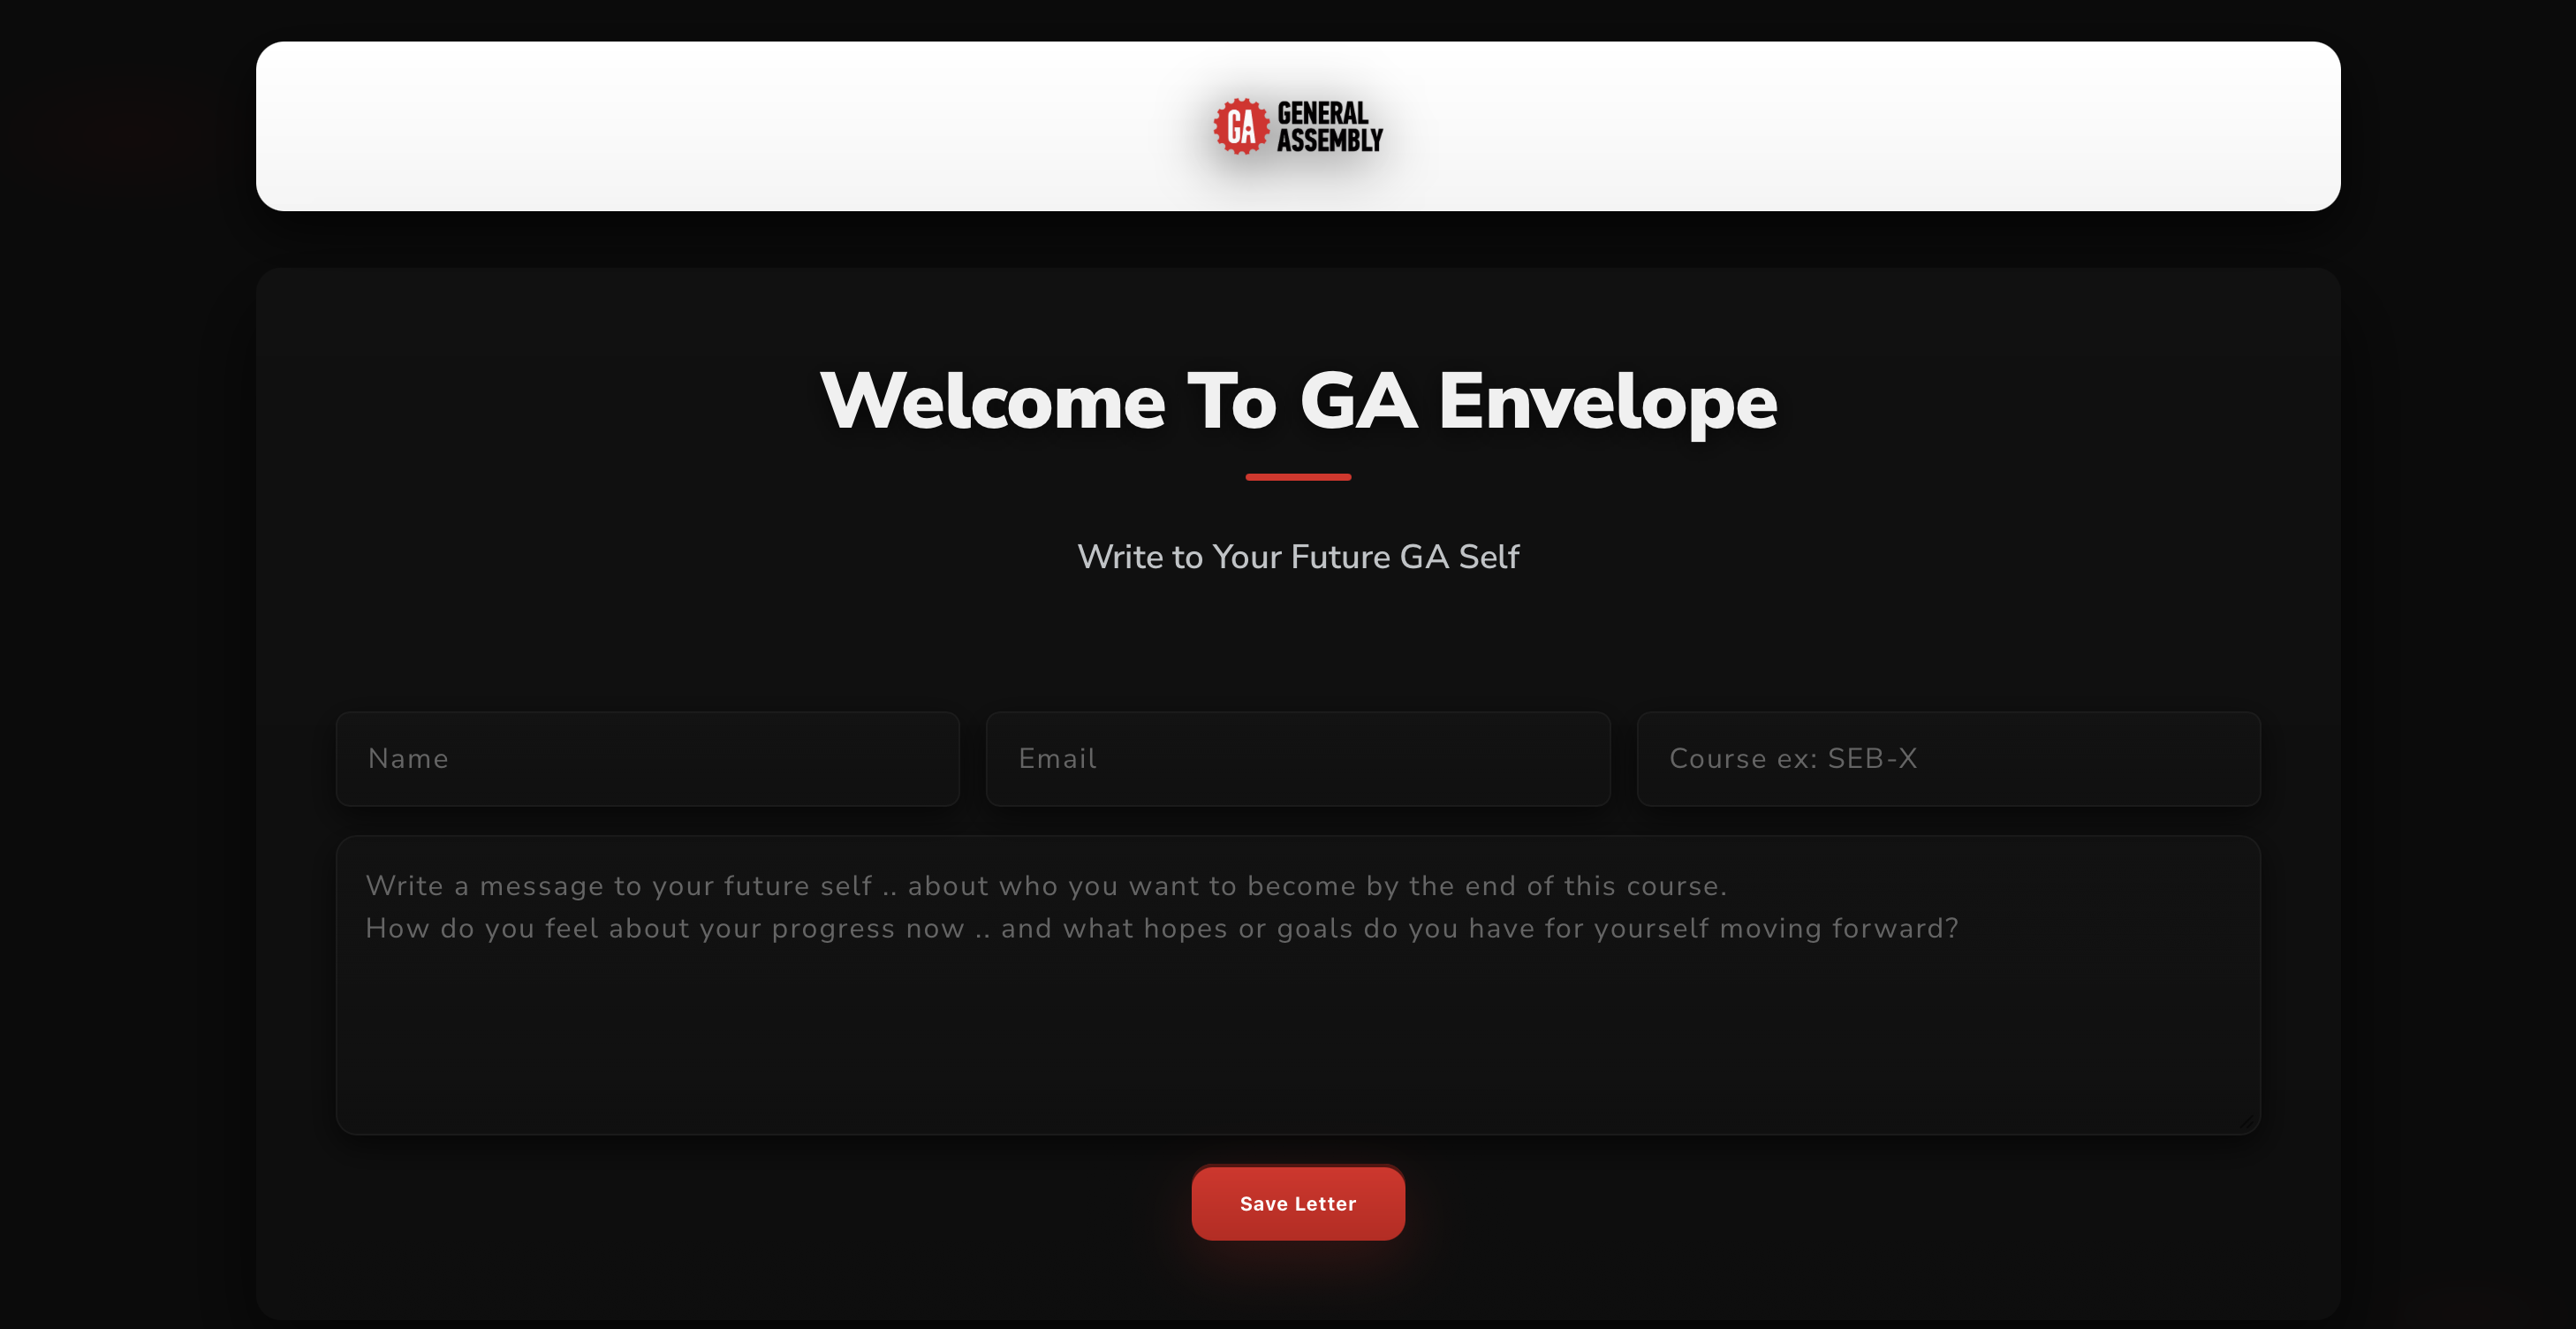 GA GENERAL
ASSEMBLY
Welcome To GA Envelope
Write to Your Future GA Self
Name
Email
Course ex: SEB-X
Write a message to your future self .. about who you want to become by the end of this course.
How do you feel about your progress now .. and what hopes or goals do you have for yourself moving forward?
Save Letter